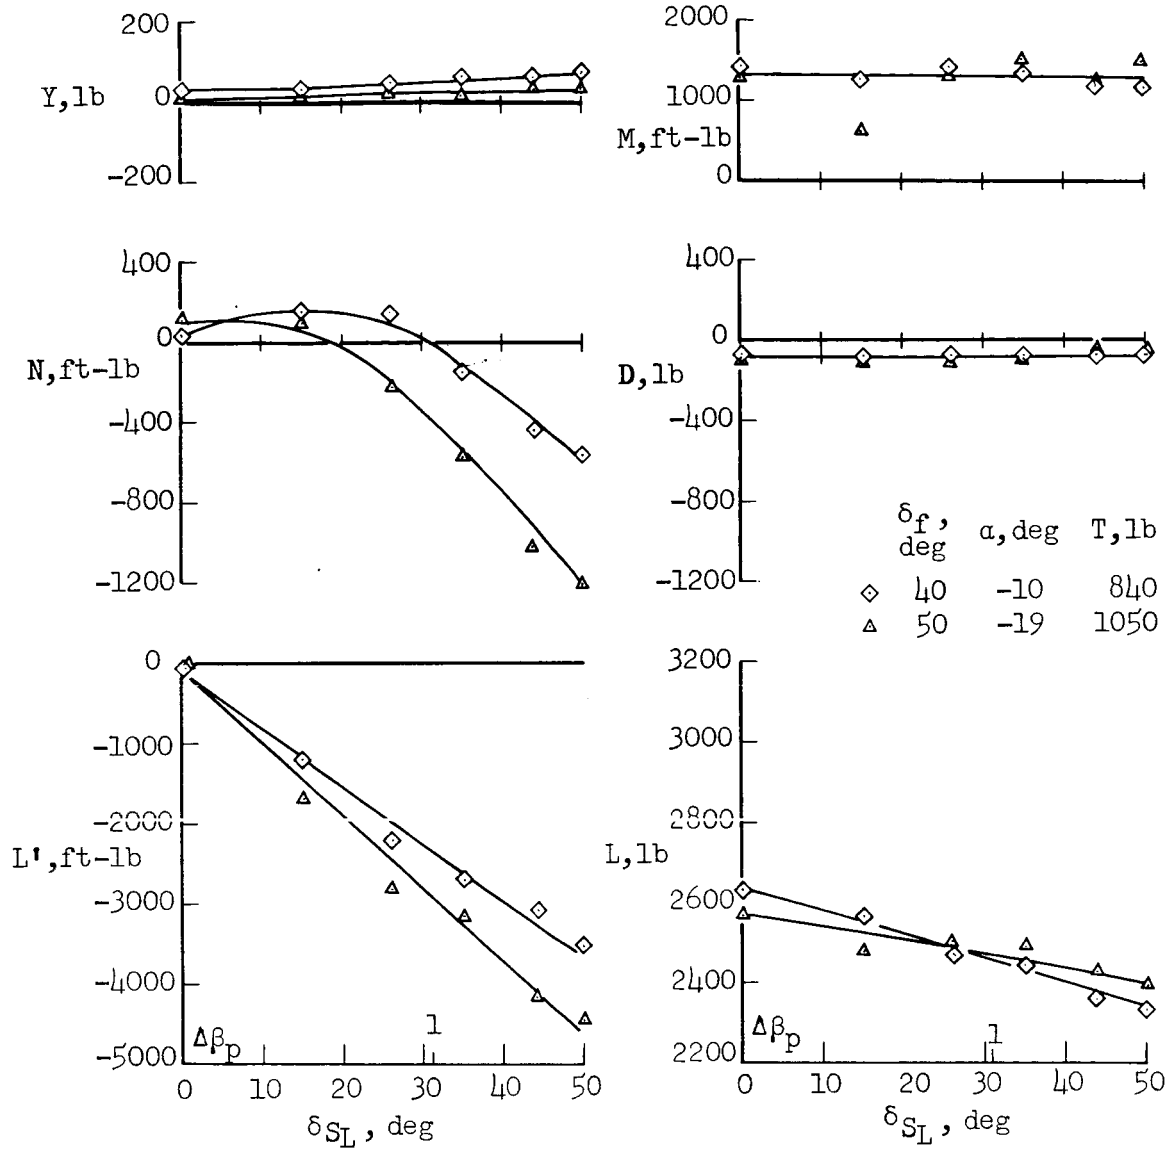 200
Y,lb
0
-200
2000
1000
M,ft-lb
0
400
0
N,ft-lb
-400
-800
-1200
400
0
D,lb
-400
-800
-1200
δf, deg α,deg T,lb
40 -10 840
50 -19 1050
0
-1000
-2000
L',ft-lb
-3000
-4000
-5000
Δβp 1
0 10 20 30 40 50
δSL, deg
3200
3000
2800
L,lb
2600
2400
2200
Δβp 1
0 10 20 30 40 50
δSL, deg